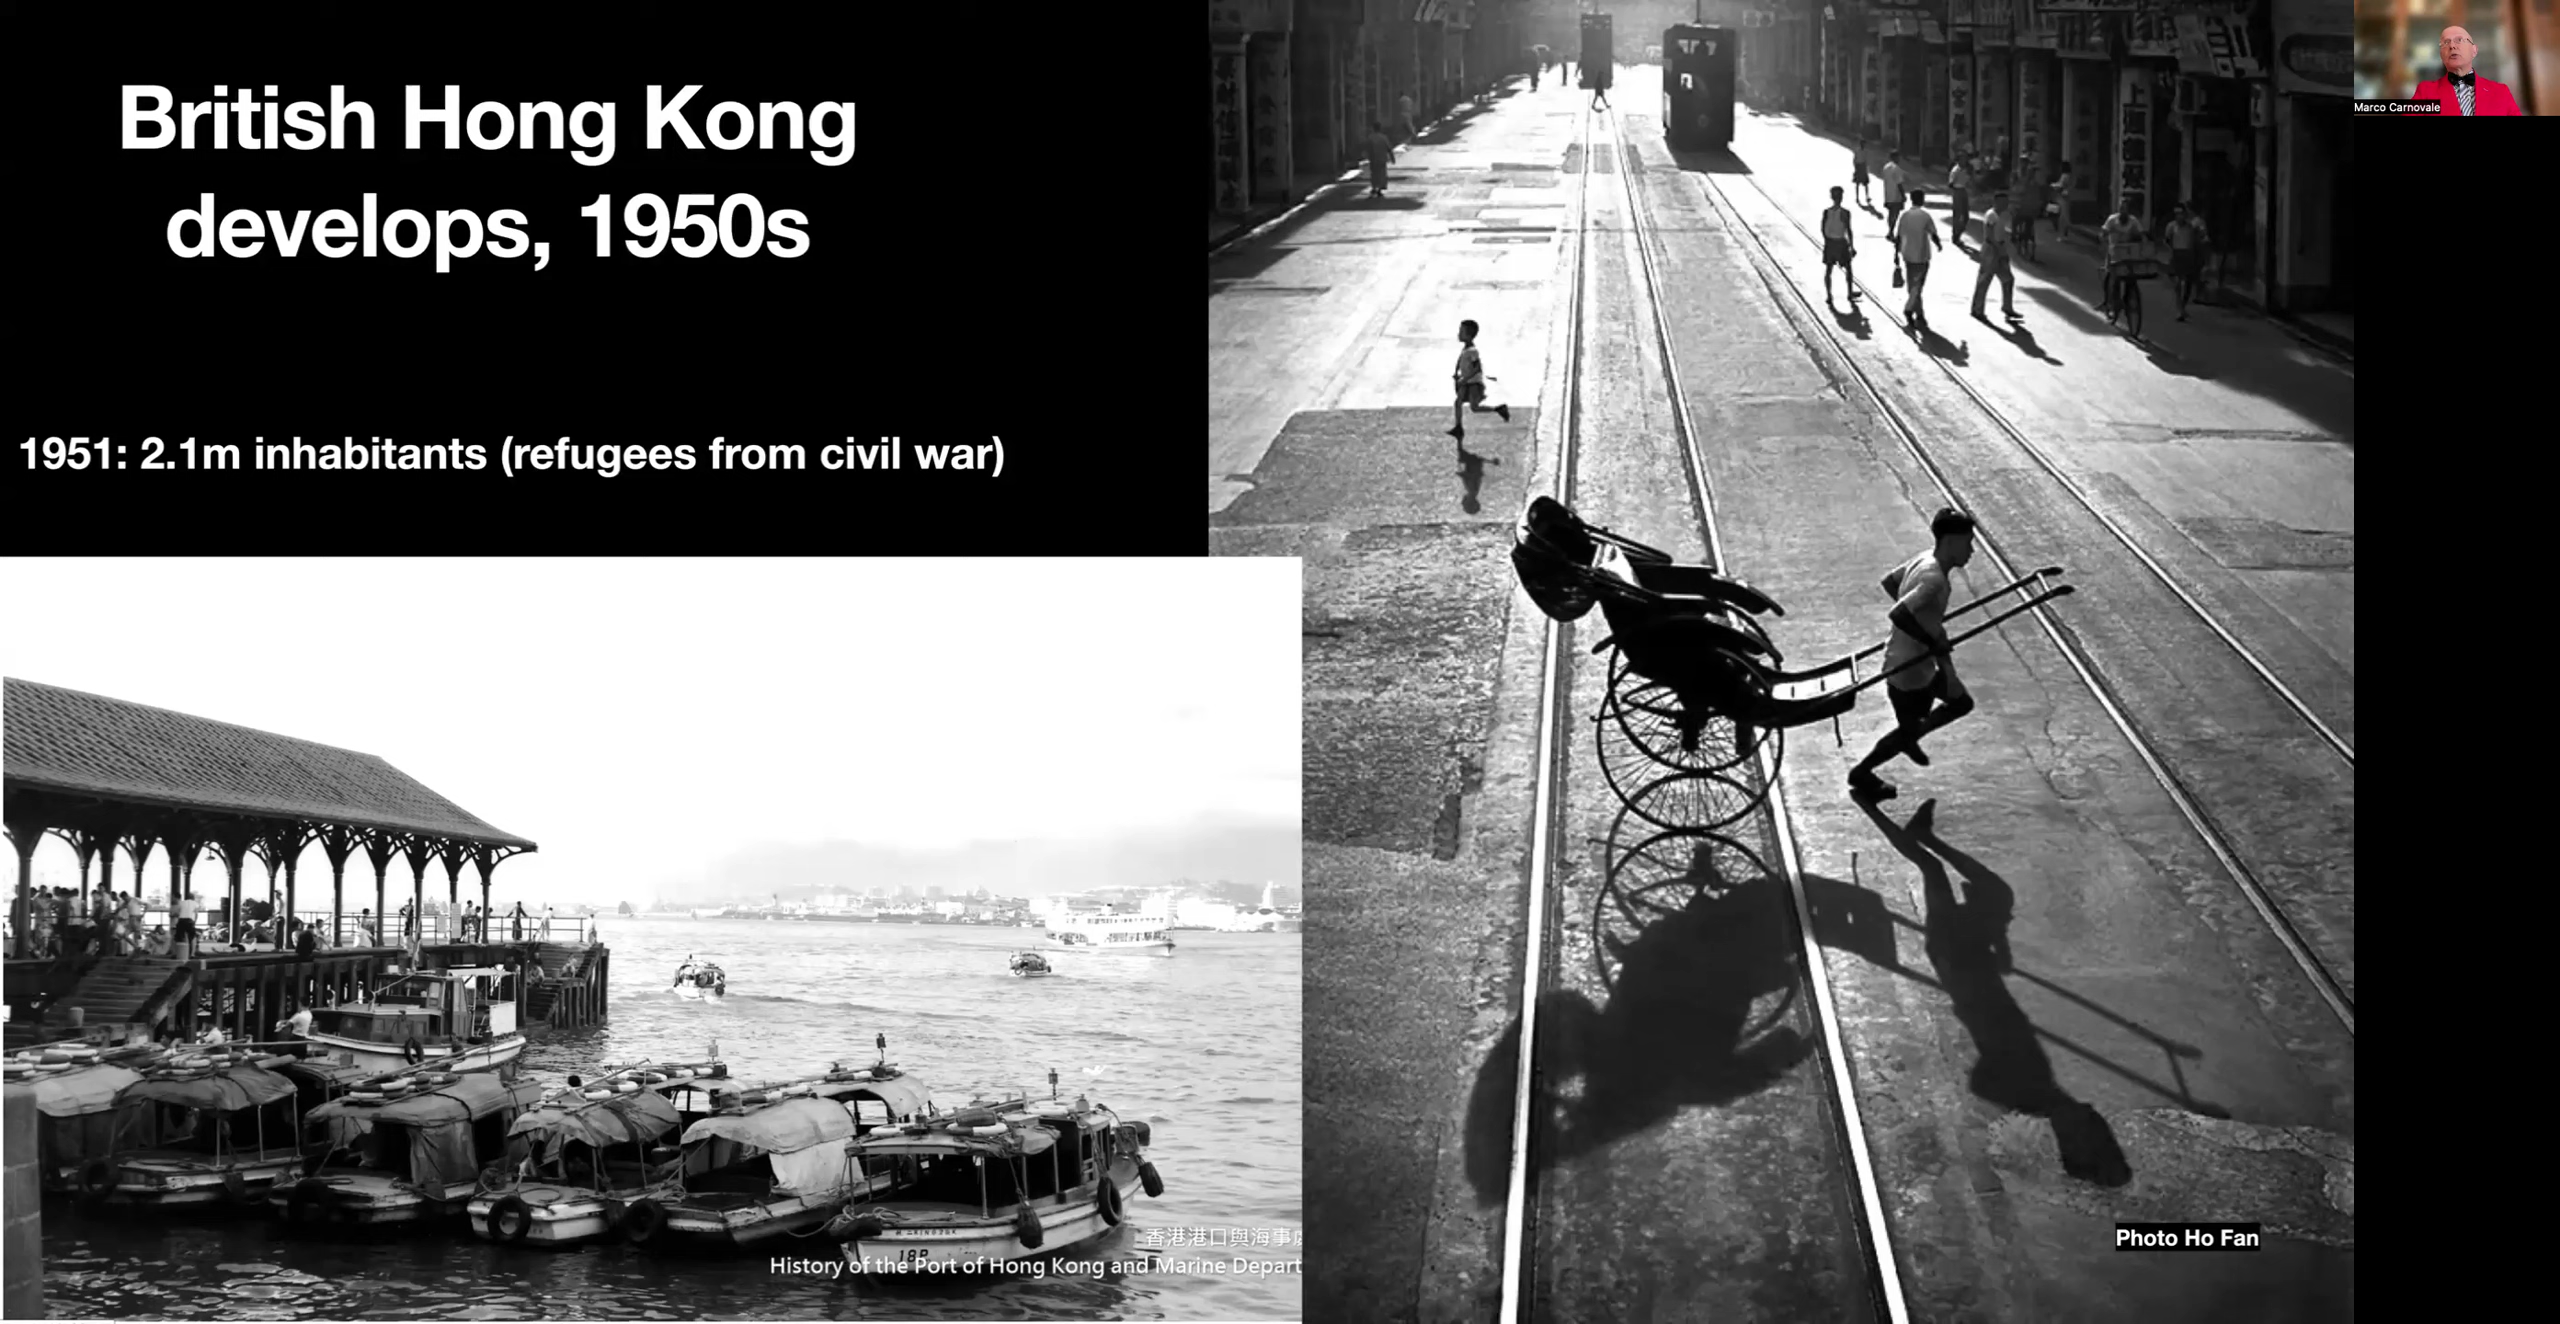 British Hong Kong
develops, 1950s
1951: 2.1m inhabitants (refugees from civil war)
Marco Carnovale
18P
香港港口與海事
History of the Port of Hong Kong and Marine Depart
Photo Ho Fan